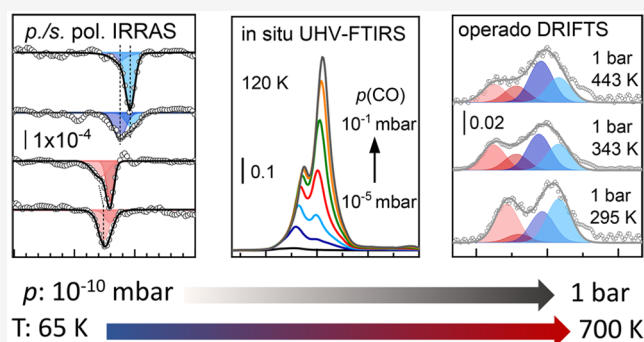 p./s. pol. IRRAS
1x10-4
in situ UHV-FTIRS
120 K
p(CO)
10-1 mbar
0.1
10-5 mbar
operado DRIFTS
1 bar
443 K
0.02
1 bar
343 K
1 bar
295 K
p: 10-10 mbar
1 bar
T: 65 K
700 K